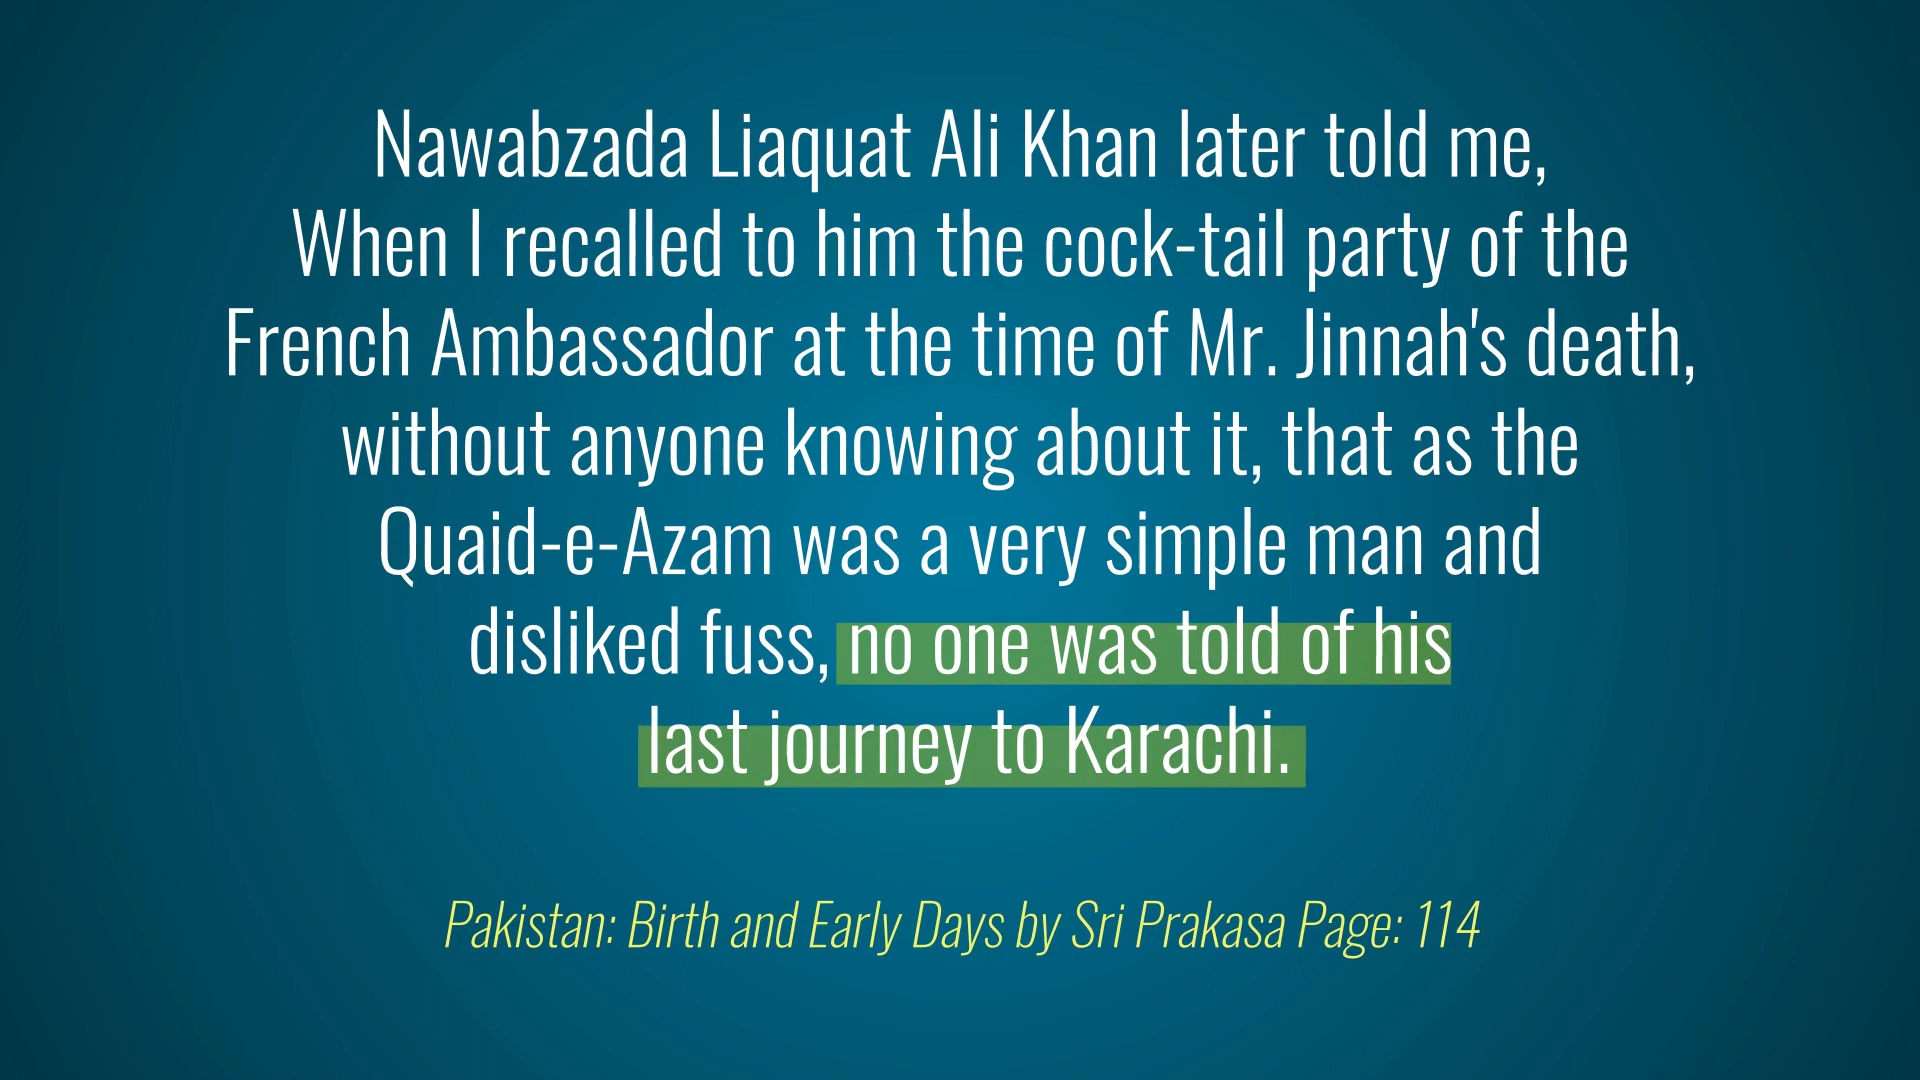 Nawabzada Liaquat Ali Khan later told me,
When I recalled to him the cock-tail party of the
French Ambassador at the time of Mr. Jinnah's death,
without anyone knowing about it, that as the
Quaid-e-Azam was a very simple man and
disliked fuss, no one was told of his
last journey to Karachi.
Pakistan: Birth and Early Days by Sri Prakasa Page: 114